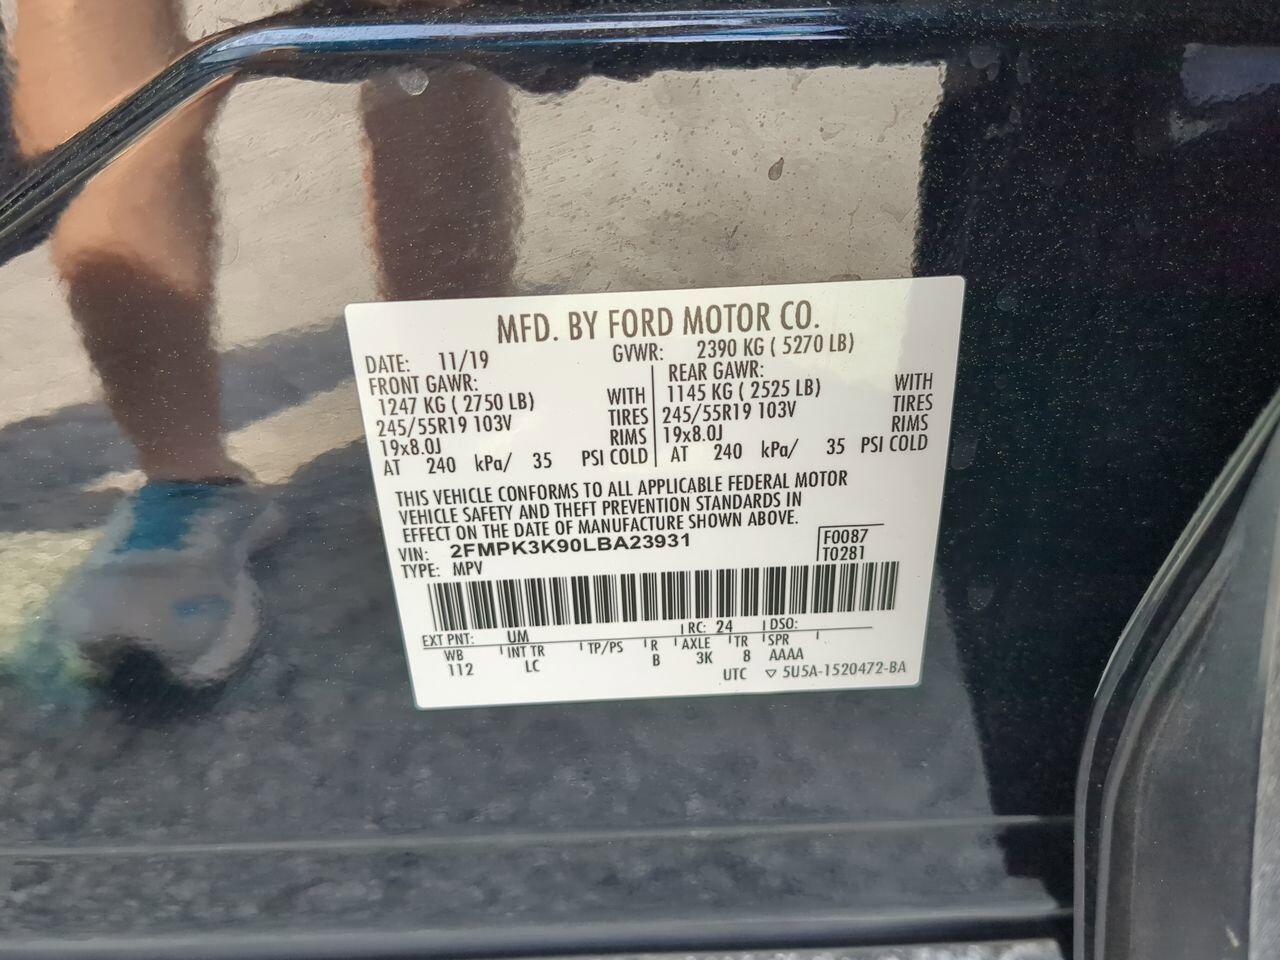 MFD. BY FORD MOTOR CO.
DATE: 11/19 GVWR: 2390 KG ( 5270 LB)
FRONT GAWR: REAR GAWR:
1247 KG ( 2750 LB) WITH 1145 KG ( 2525 LB) WITH
245/55R19 103V TIRES 245/55R19 103V TIRES
19x8.0J RIMS 19x8.0J RIMS
AT 240 kPa/ 35 PSI COLD AT 240 kPa/ 35 PSI COLD
THIS VEHICLE CONFORMS TO ALL APPLICABLE FEDERAL MOTOR
VEHICLE SAFETY AND THEFT PREVENTION STANDARDS IN
EFFECT ON THE DATE OF MANUFACTURE SHOWN ABOVE.
VIN: 2FMPK3K90LBA23931 F0087
TYPE: MPV T0281
EXT PNT: UM RC: 24 DSO:
WB INT TR TP/PS R AXLE TR SPR
112 LC B 3K 8 AAAA
UTC ▽ 5U5A-1520472-BA